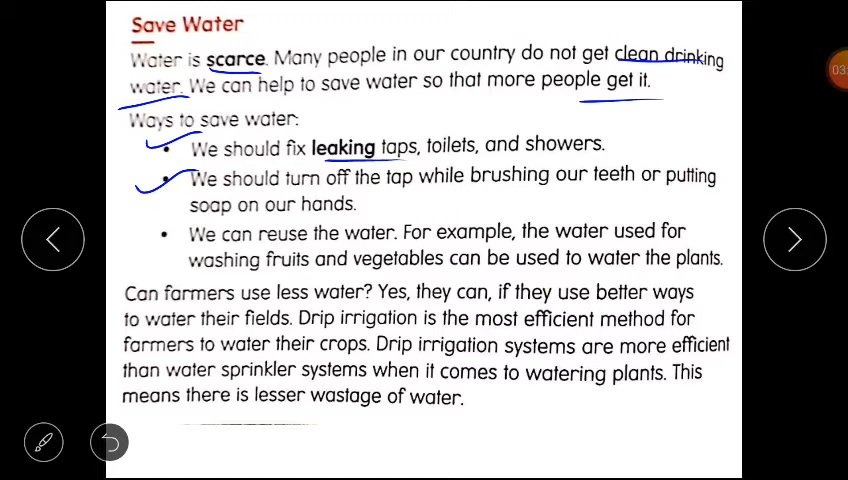 Save Water
Water is scarce. Many people in our country do not get clean drinking
water. We can help to save water so that more people get it.
Ways to save water:
• We should fix leaking taps, toilets, and showers.
• We should turn off the tap while brushing our teeth or putting
soap on our hands.
• We can reuse the water. For example, the water used for
washing fruits and vegetables can be used to water the plants.
Can farmers use less water? Yes, they can, if they use better ways
to water their fields. Drip irrigation is the most efficient method for
farmers to water their crops. Drip irrigation systems are more efficient
than water sprinkler systems when it comes to watering plants. This
means there is lesser wastage of water.